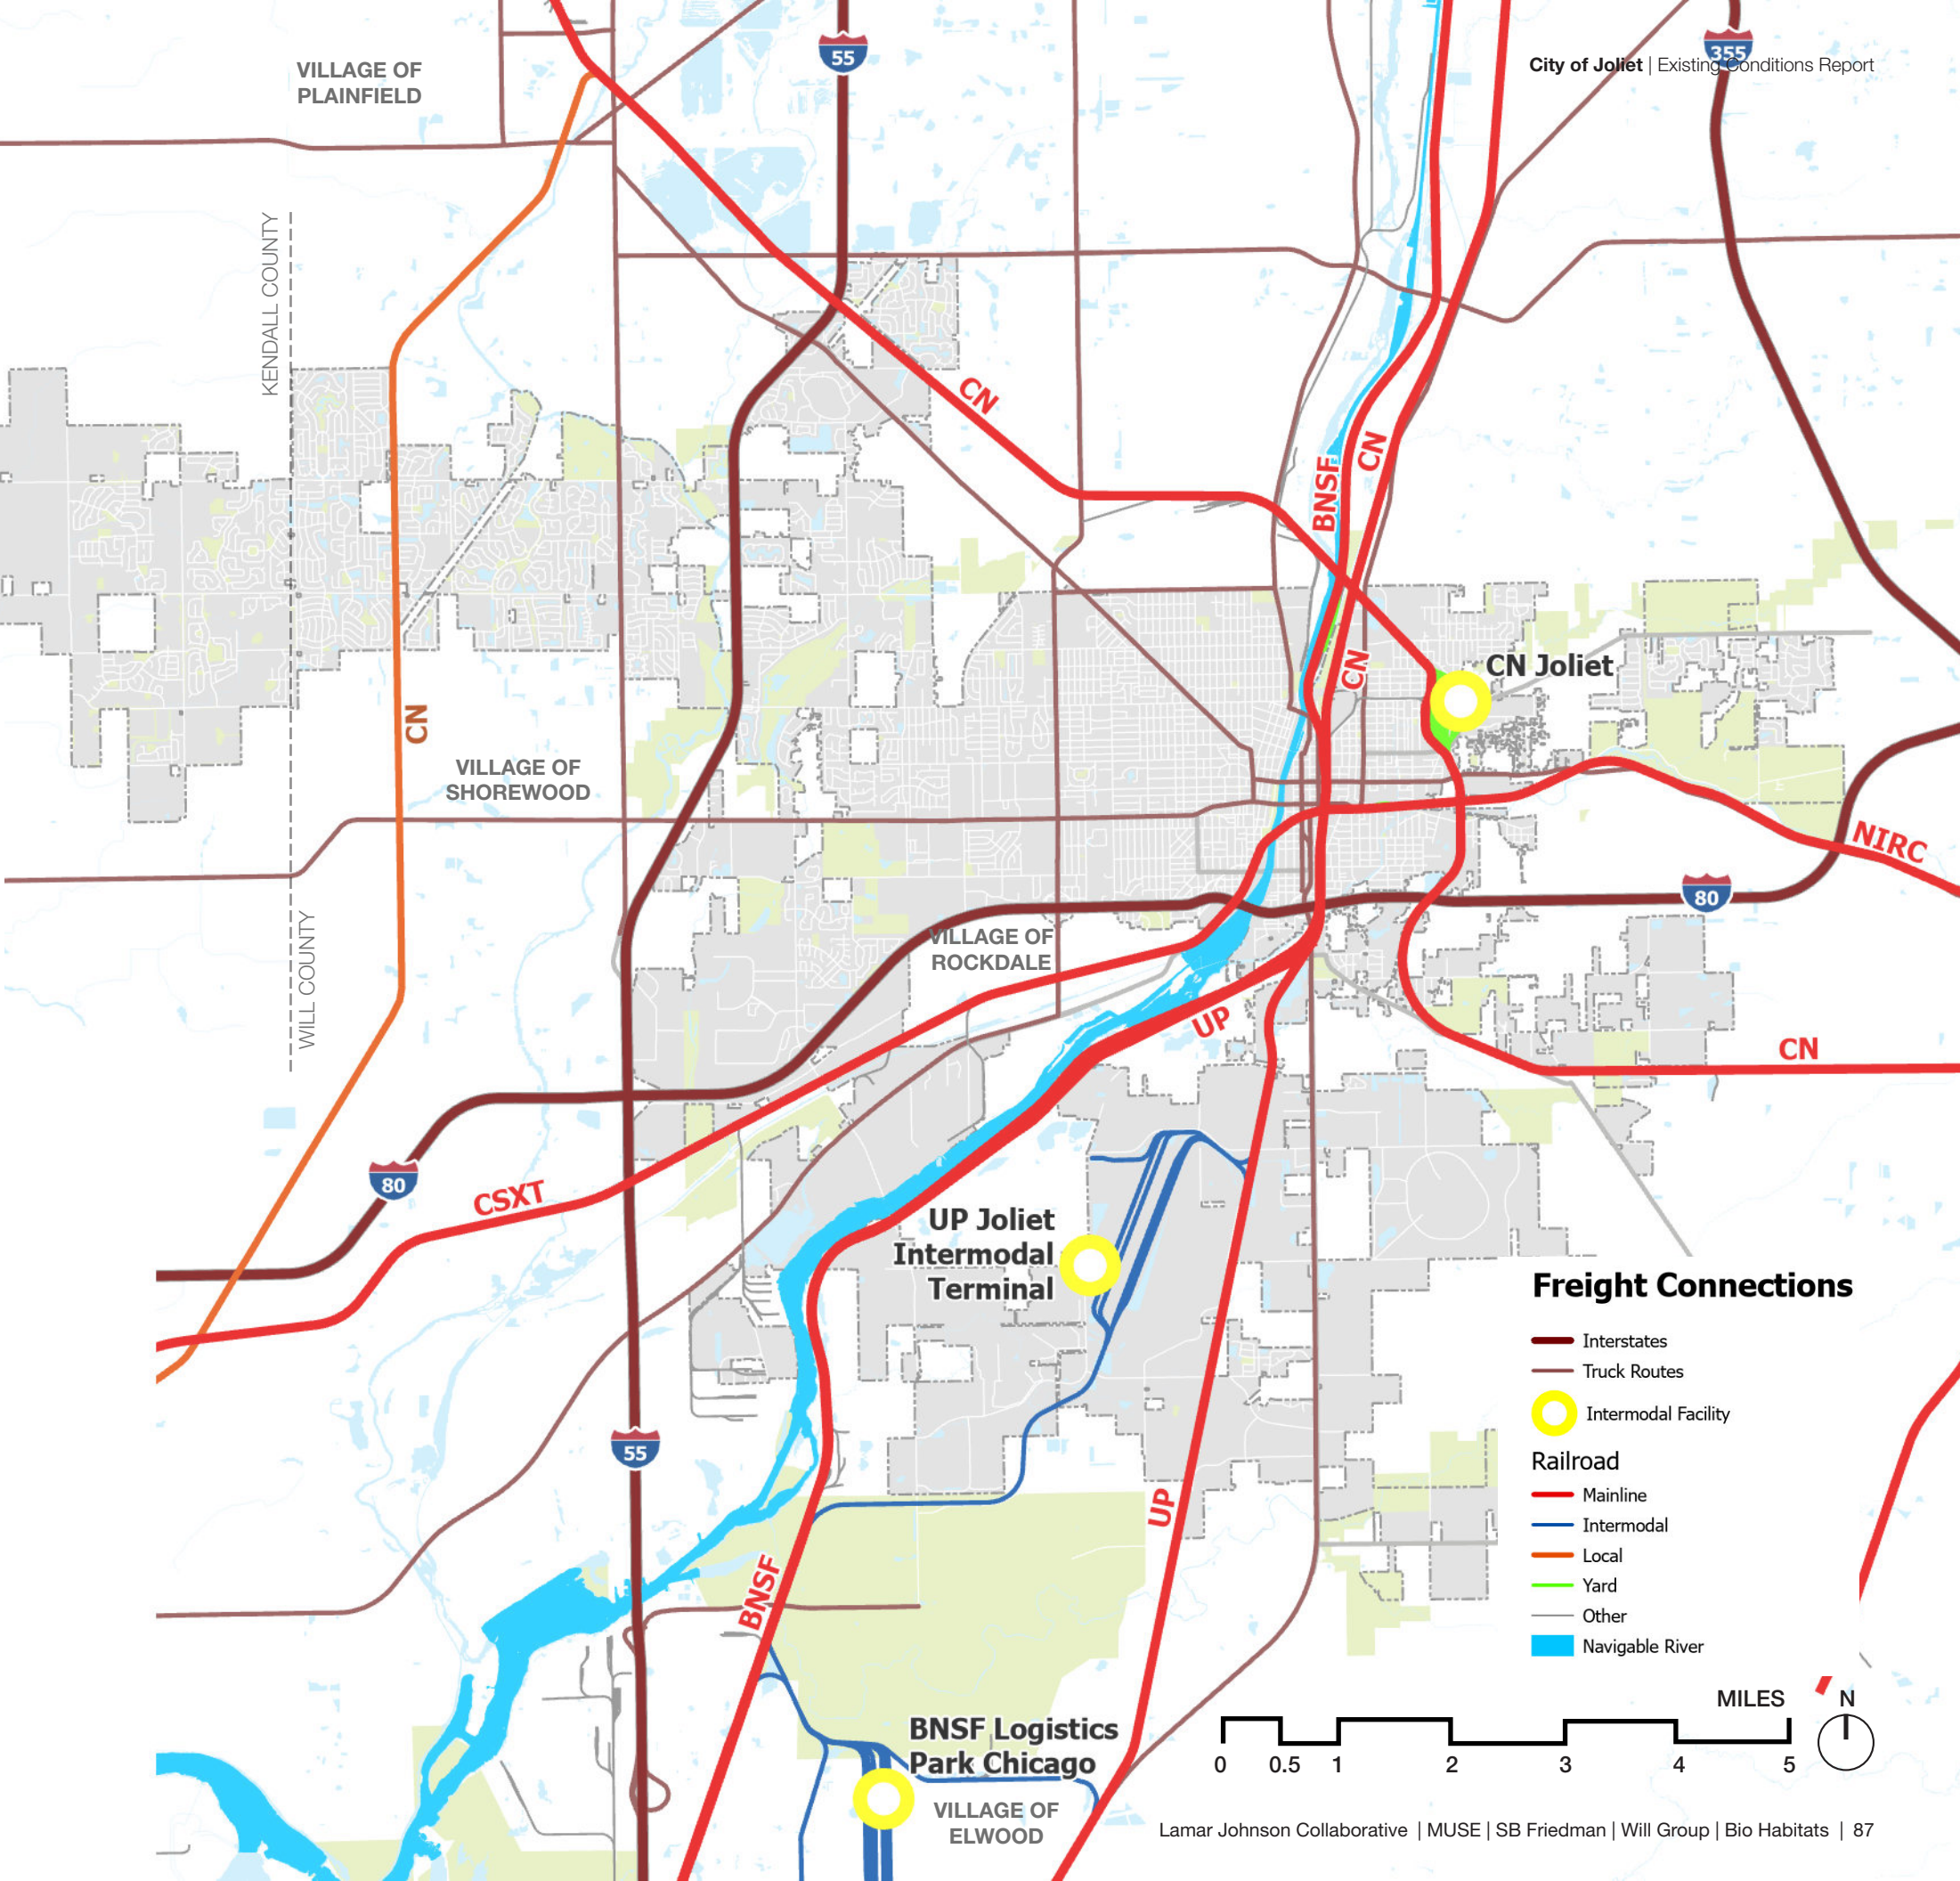 City of Joliet | Existing Conditions Report
VILLAGE OF
PLAINFIELD
55
355
KENDALL COUNTY
CN
CN
BNSF
CN
CN Joliet
CN
VILLAGE OF
SHOREWOOD
NIRC
80
WILL COUNTY
VILLAGE OF
ROCKDALE
UP
CN
80
CSXT
UP Joliet
Intermodal
Terminal
55
UP
BNSF
BNSF Logistics
Park Chicago
VILLAGE OF
ELWOOD
Freight Connections
Interstates
Truck Routes
Intermodal Facility
Railroad
Mainline
Intermodal
Local
Yard
Other
Navigable River
MILES
N
0 0.5 1 2 3 4 5
Lamar Johnson Collaborative | MUSE | SB Friedman | Will Group | Bio Habitats | 87